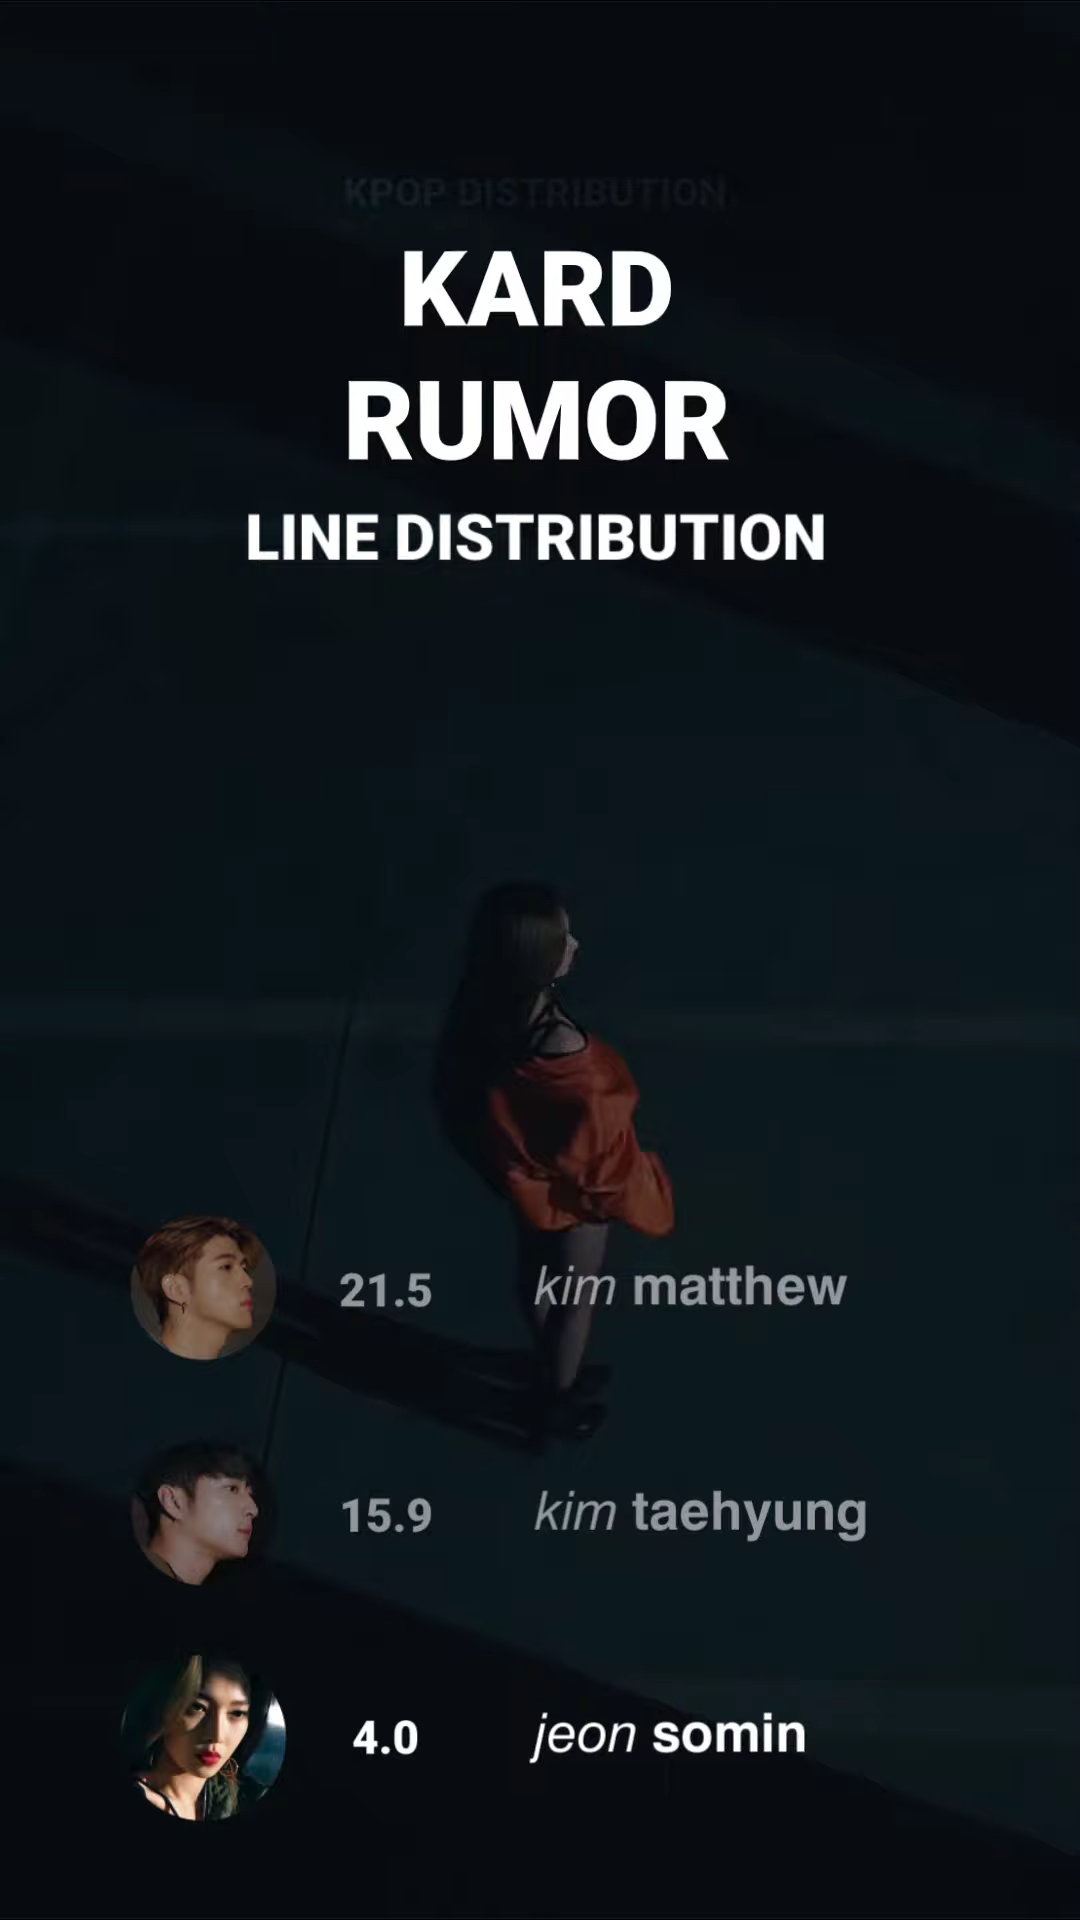 KPOP DISTRIBUTION
KARD
RUMOR
LINE DISTRIBUTION
21.5 kim matthew
15.9 kim taehyung
4.0 jeon somin